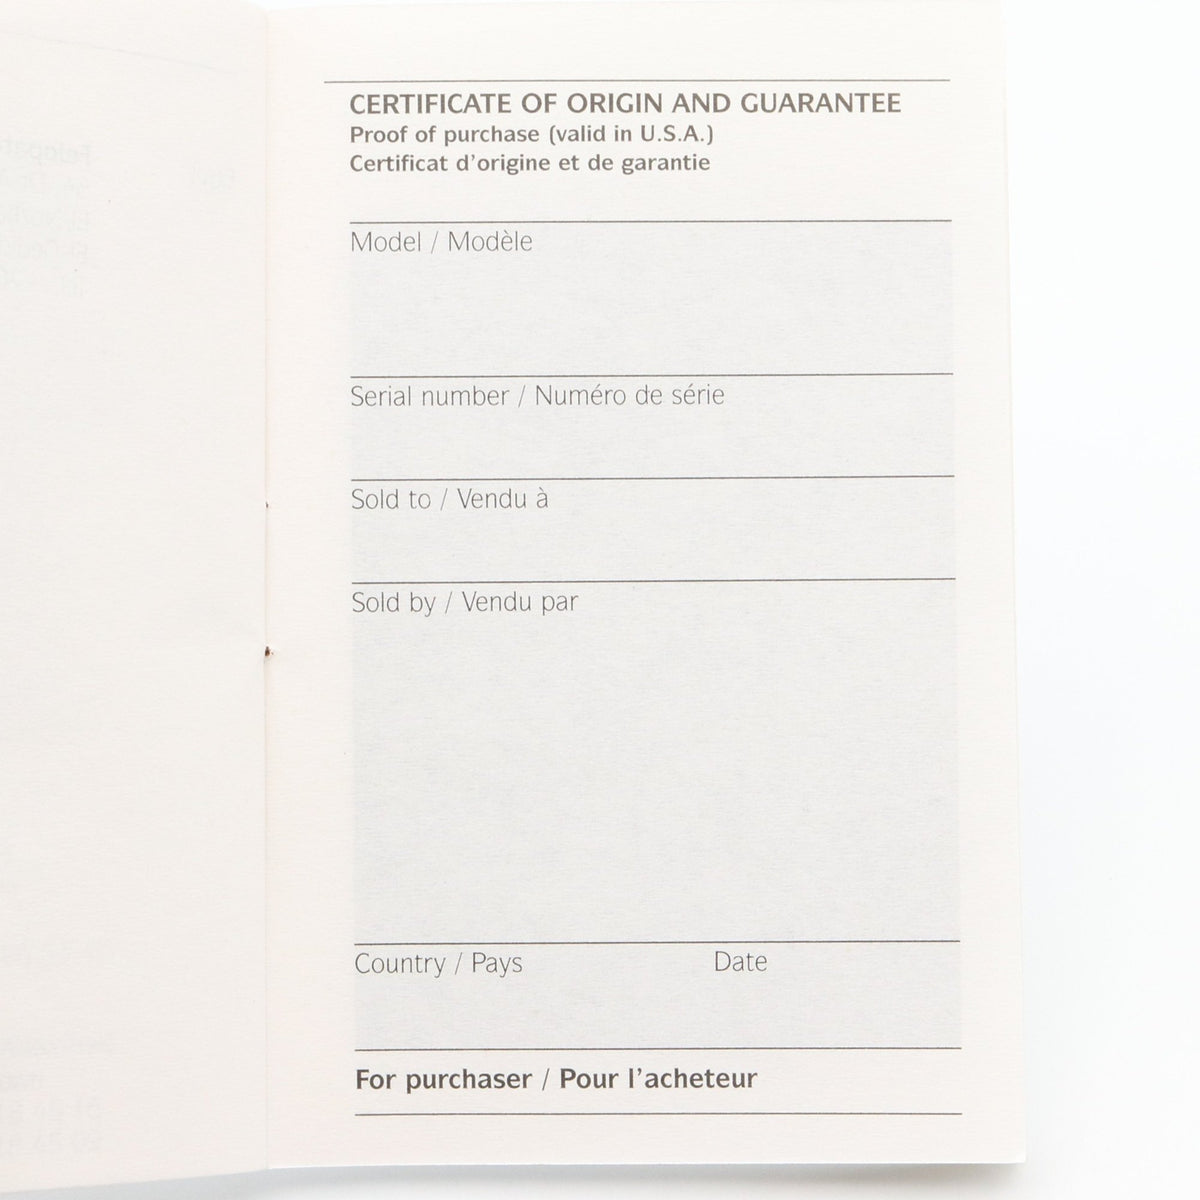 CERTIFICATE OF ORIGIN AND GUARANTEE
Proof of purchase (valid in U.S.A.)
Certificat d'origine et de garantie
Model / Modèle
Serial number / Numéro de série
Sold to / Vendu à
Sold by / Vendu par
Country / Pays Date
For purchaser / Pour l'acheteur